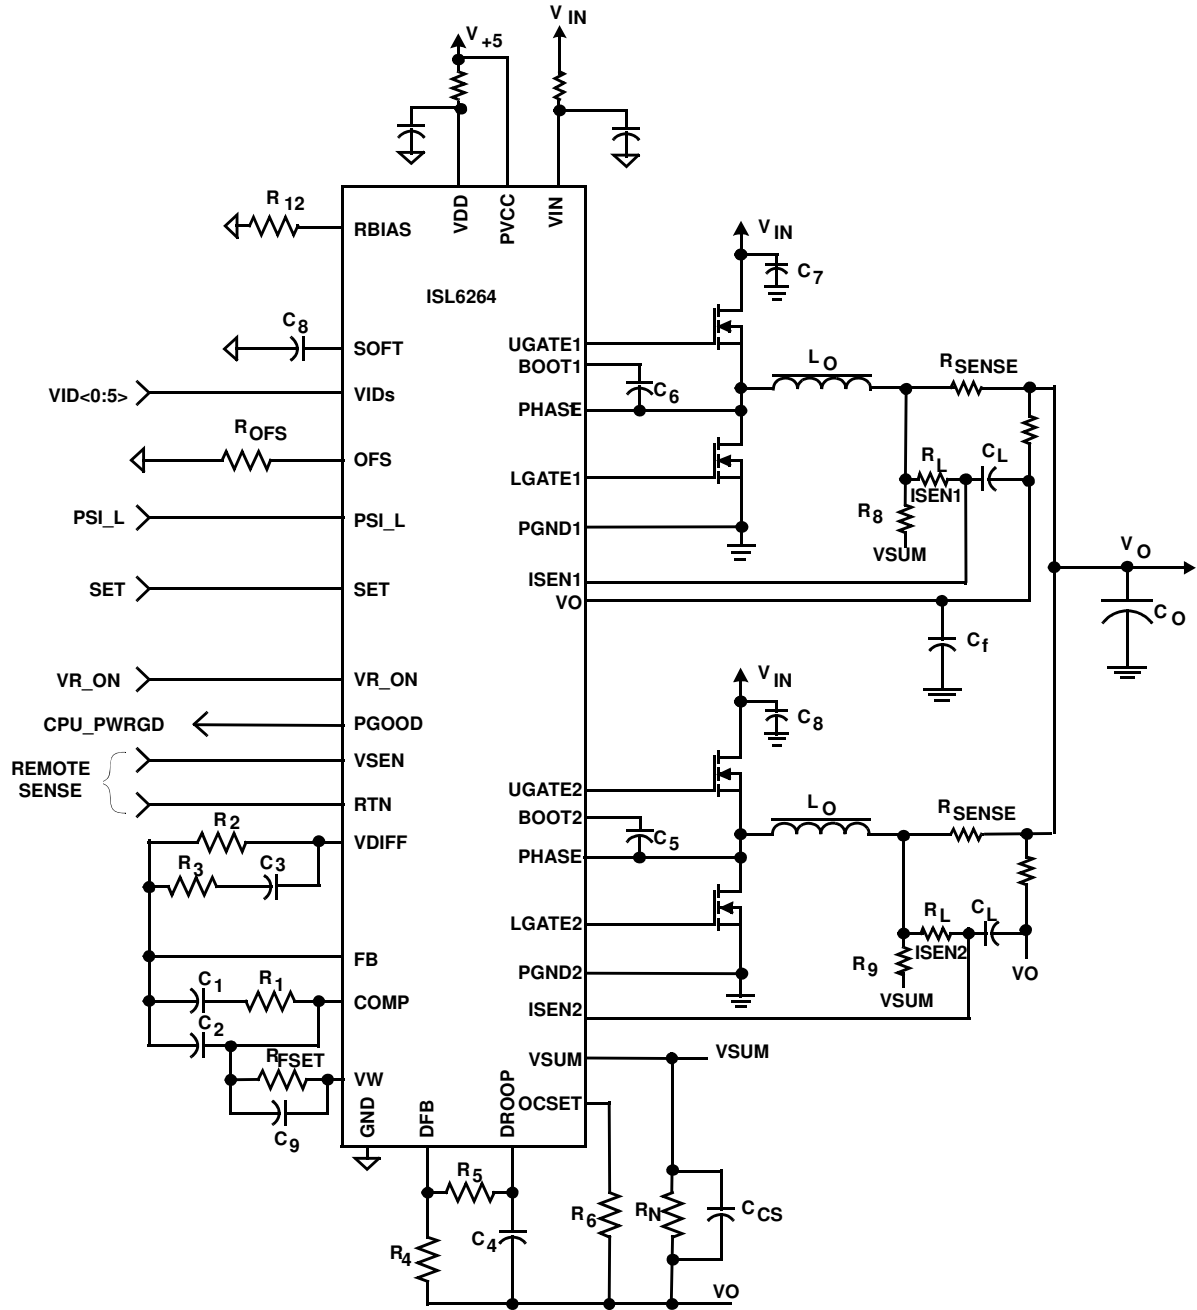 V +5
V IN
VDD
PVCC
VIN
R 12
RBIAS
ISL6264
C8
SOFT
VID<0:5>
VIDs
ROFS
OFS
PSI_L
PSI_L
SET
SET
VR_ON
VR_ON
CPU_PWRGD
PGOOD
REMOTE
SENSE
VSEN
RTN
R2
VDIFF
R3
C3
FB
C1
R1
COMP
C2
RFSET
VW
C9
GND
DFB
DROOP
UGATE1
BOOT1
C6
PHASE
LGATE1
PGND1
ISEN1
VO
V IN
C7
LO
RSENSE
RL
CL
ISEN1
R8
VSUM
Cf
VO
CO
V IN
C8
UGATE2
BOOT2
C5
PHASE
LGATE2
PGND2
ISEN2
LO
RSENSE
RL
CL
ISEN2
R9
VSUM
VO
VSUM
VSUM
OCSET
R5
R4
C4
R6
RN
CCS
VO